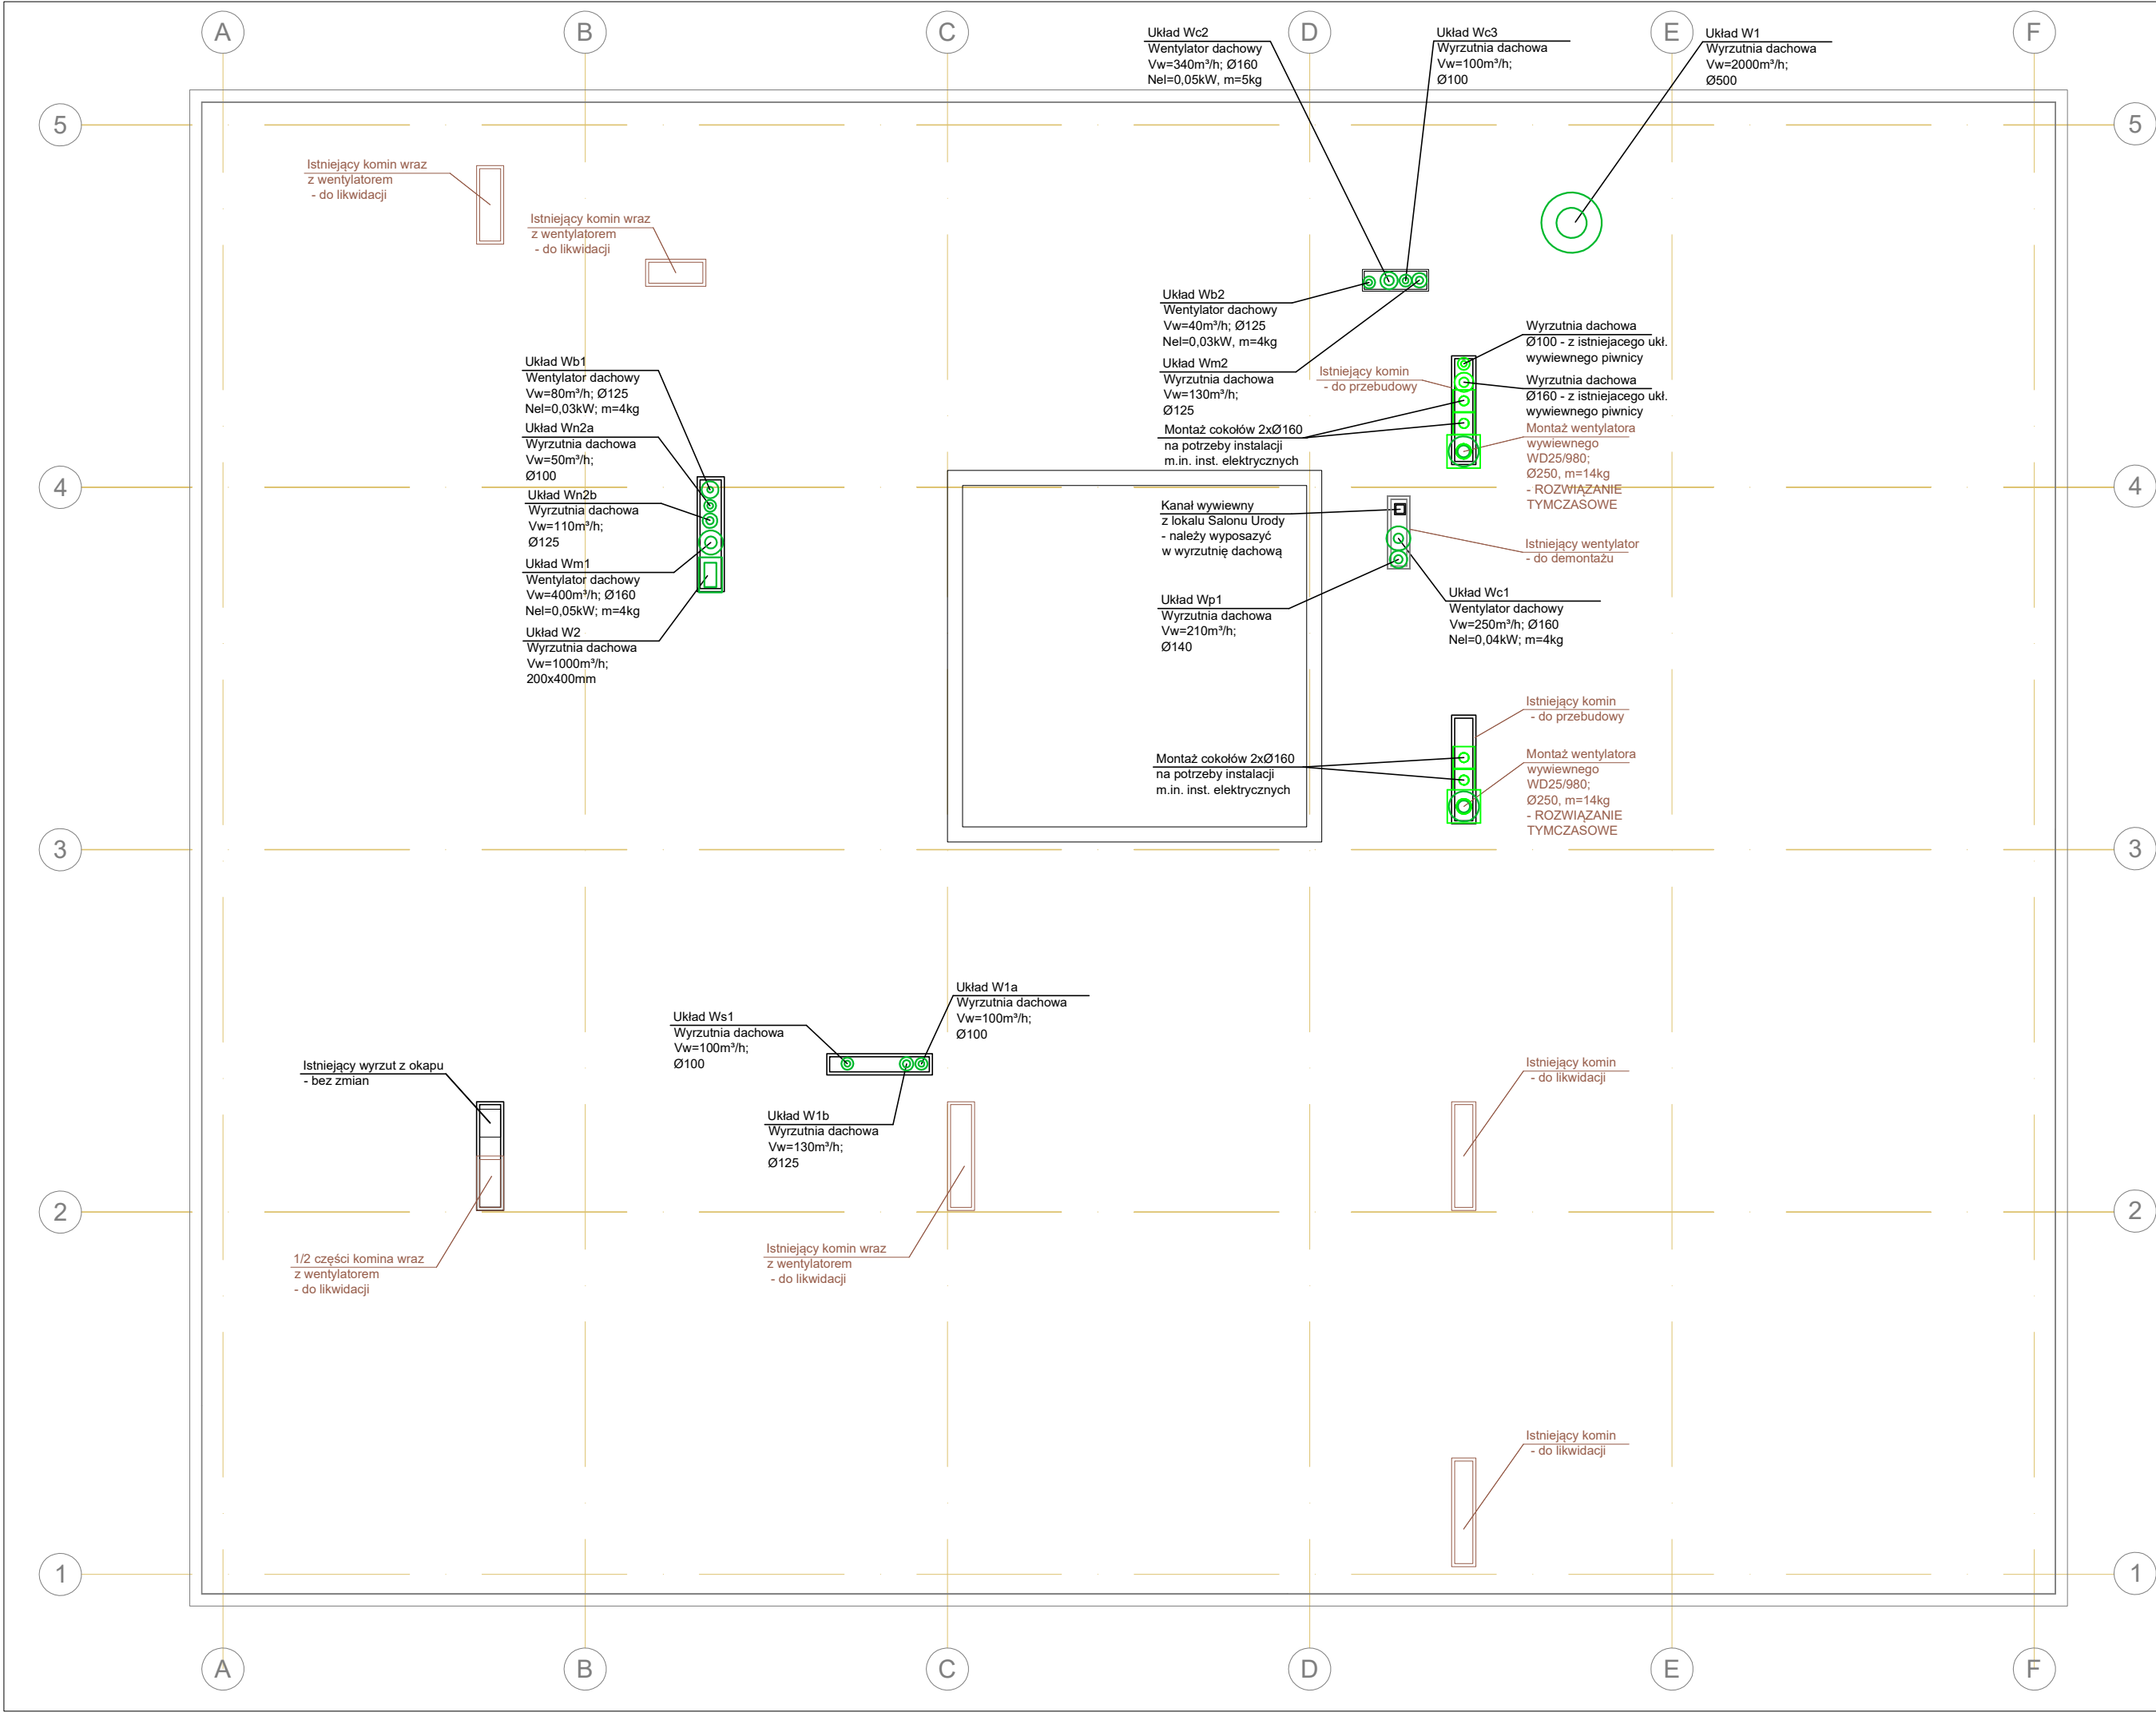 A
B
C
D
E
F
Układ Wc2
Wentylator dachowy
Vw=340m³/h; Ø160
Nel=0,05kW, m=5kg
Układ Wc3
Wyrzutnia dachowa
Vw=100m³/h;
Ø100
Układ W1
Wyrzutnia dachowa
Vw=2000m³/h;
Ø500
5
5
Istniejący komin wraz
z wentylatorem
- do likwidacji
Istniejący komin wraz
z wentylatorem
- do likwidacji
Układ Wb2
Wentylator dachowy
Vw=40m³/h; Ø125
Nel=0,03kW, m=4kg
Układ Wm2
Wyrzutnia dachowa
Vw=130m³/h;
Ø125
Istniejący komin
- do przebudowy
Wyrzutnia dachowa
Ø100 - z istniejacego ukł.
wywiewnego piwnicy
Wyrzutnia dachowa
Ø160 - z istniejacego ukł.
wywiewnego piwnicy
Montaż wentylatora
wywiewnego
WD25/980;
Ø250, m=14kg
- ROZWIĄZANIE
TYMCZASOWE
Montaż cokołów 2xØ160
na potrzeby instalacji
m.in. inst. elektrycznych
Układ Wb1
Wentylator dachowy
Vw=80m³/h; Ø125
Nel=0,03kW; m=4kg
Układ Wn2a
Wyrzutnia dachowa
Vw=50m³/h;
Ø100
Układ Wn2b
Wyrzutnia dachowa
Vw=110m³/h;
Ø125
Układ Wm1
Wentylator dachowy
Vw=400m³/h; Ø160
Nel=0,05kW; m=4kg
Układ W2
Wyrzutnia dachowa
Vw=1000m³/h;
200x400mm
4
4
Kanał wywiewny
z lokalu Salonu Urody
- należy wyposazyć
w wyrzutnię dachową
Istniejący wentylator
- do demontażu
Układ Wp1
Wyrzutnia dachowa
Vw=210m³/h;
Ø140
Układ Wc1
Wentylator dachowy
Vw=250m³/h; Ø160
Nel=0,04kW; m=4kg
Istniejący komin
- do przebudowy
Montaż cokołów 2xØ160
na potrzeby instalacji
m.in. inst. elektrycznych
Montaż wentylatora
wywiewnego
WD25/980;
Ø250, m=14kg
- ROZWIĄZANIE
TYMCZASOWE
3
3
Układ Ws1
Wyrzutnia dachowa
Vw=100m³/h;
Ø100
Układ W1a
Wyrzutnia dachowa
Vw=100m³/h;
Ø100
Istniejący wyrzut z okapu
- bez zmian
Układ W1b
Wyrzutnia dachowa
Vw=130m³/h;
Ø125
Istniejący komin
- do likwidacji
2
2
1/2 części komina wraz
z wentylatorem
- do likwidacji
Istniejący komin wraz
z wentylatorem
- do likwidacji
Istniejący komin
- do likwidacji
1
1
A
B
C
D
E
F